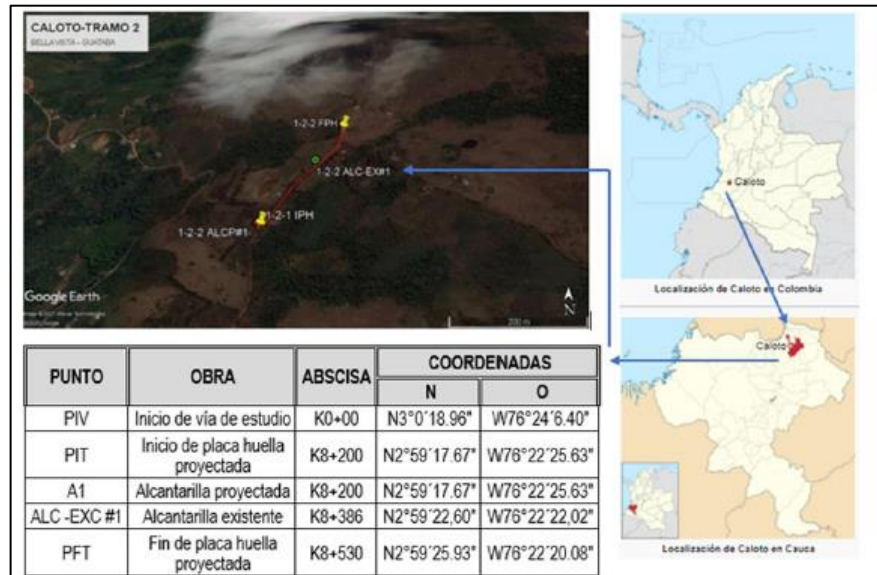 CALOTO-TRAMO 2
BELLAVISTA - GUATABA
1-2-2 FPH
1-2-2 ALC-EX#1
1-2-1 IPH
1-2-2 ALCP#1
Google Earth
200 m
N
Caloto
Localización de Caloto en Colombia
Caloto
Localización de Caloto en Cauca
PUNTO OBRA ABSCISA COORDENADAS
N O
PIV Inicio de vía de estudio K0+00 N3°0´18.96" W76°24´6.40"
PIT Inicio de placa huella proyectada K8+200 N2°59´17.67" W76°22´25.63"
A1 Alcantarilla proyectada K8+200 N2°59´17.67" W76°22´25.63"
ALC -EXC #1 Alcantarilla existente K8+386 N2°59´22,60" W76°22´22,02"
PFT Fin de placa huella proyectada K8+530 N2°59´25.93" W76°22´20.08"